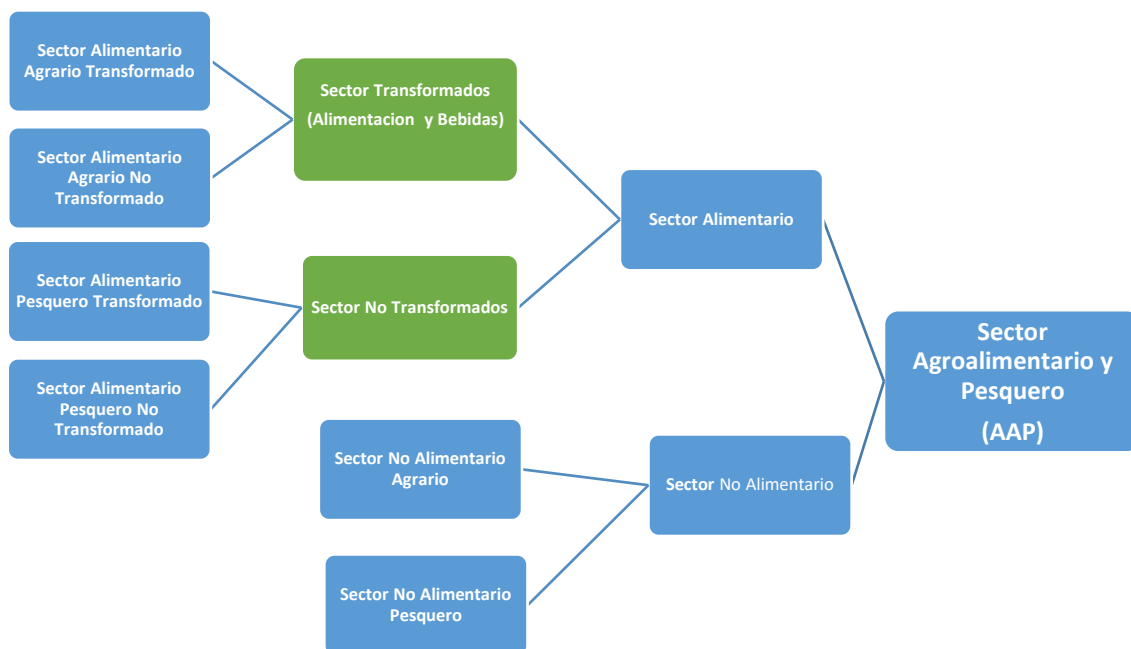 Sector Alimentario
Agrario Transformado
Sector Alimentario
Agrario No
Transformado
Sector Alimentario
Pesquero Transformado
Sector Alimentario
Pesquero No
Transformado
Sector Transformados
(Alimentacion y Bebidas)
Sector No Transformados
Sector No Alimentario
Agrario
Sector No Alimentario
Pesquero
Sector Alimentario
Sector No Alimentario
Sector
Agroalimentario y
Pesquero
(AAP)